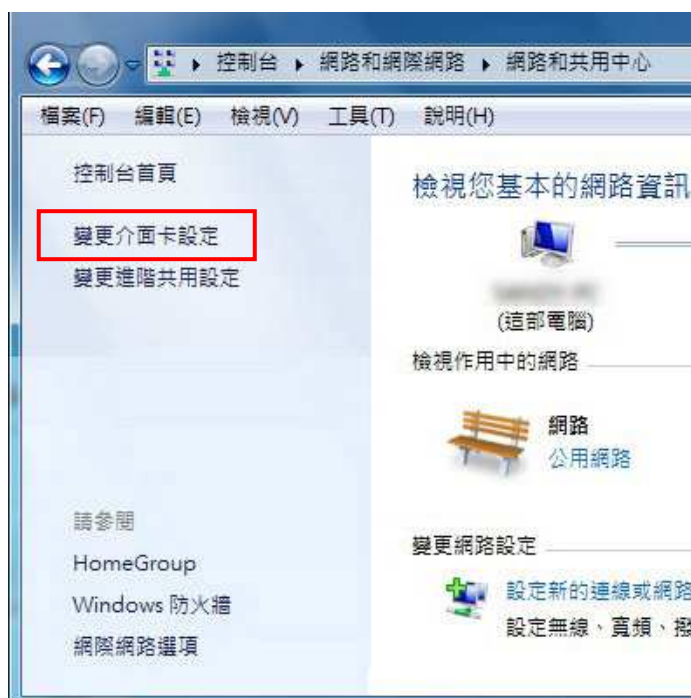 控制台 ▸ 網路和網際網路 ▸ 網路和共用中心
檔案(F) 編輯(E) 檢視(V) 工具(T) 說明(H)
控制台首頁
變更介面卡設定
變更進階共用設定
請參閱
HomeGroup
Windows 防火牆
網際網路選項
檢視您基本的網路資訊
(這部電腦)
檢視作用中的網路
網路
公用網路
變更網路設定
設定新的連線或網路
設定無線、寬頻、撥